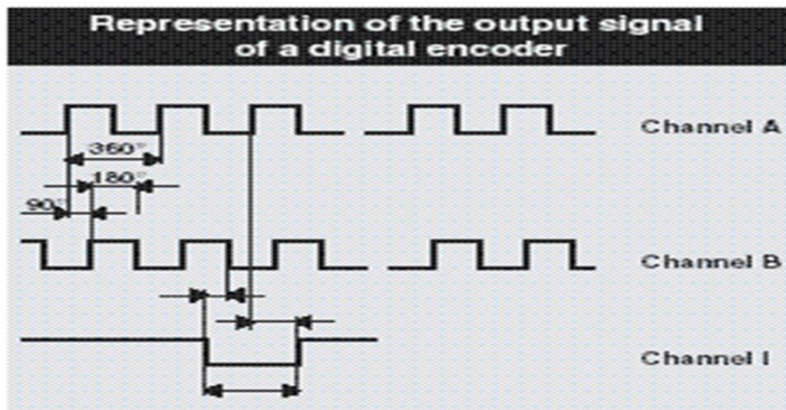 Representation of the output signal
of a digital encoder
Channel A
360°
180°
90°
Channel B
Channel I